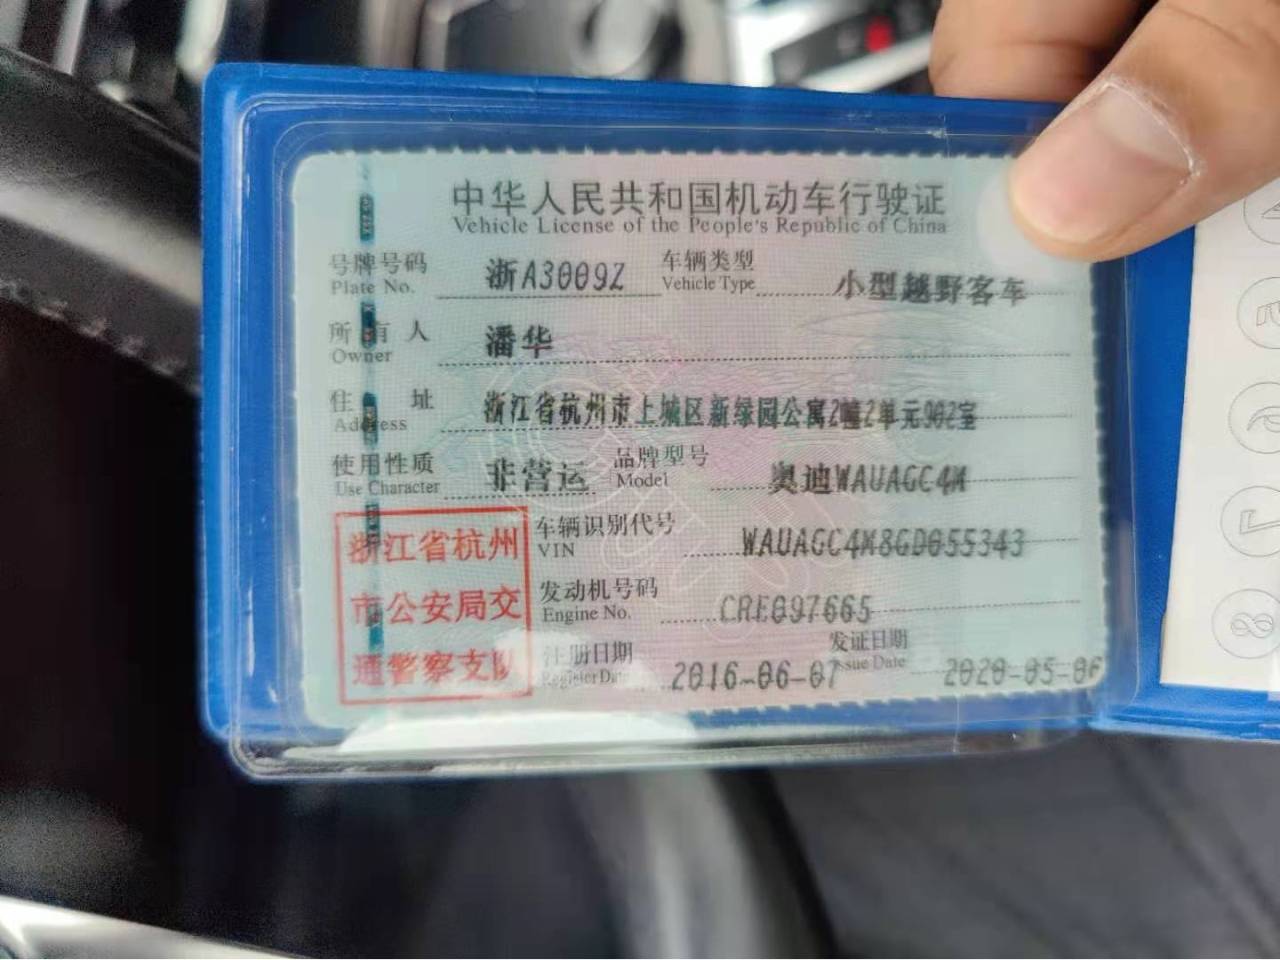 中华人民共和国机动车行驶证
Vehicle License of the People's Republic of China
号牌号码 浙A3009Z 车辆类型 小型越野客车
Plate No. Vehicle Type
所有人 潘华
Owner
住址 浙江省杭州市上城区新绿园公寓2幢2单元902室
Address
使用性质 非营运 品牌型号 奥迪WAUAGC4M
Use Character Model
浙江省杭州 车辆识别代号 WAUAGC4M8GD055343
VIN
市公安局交 发动机号码 CRE097665
Engine No.
通警察支队 注册日期 2016-06-07 发证日期 2020-05-06
Register Date Issue Date